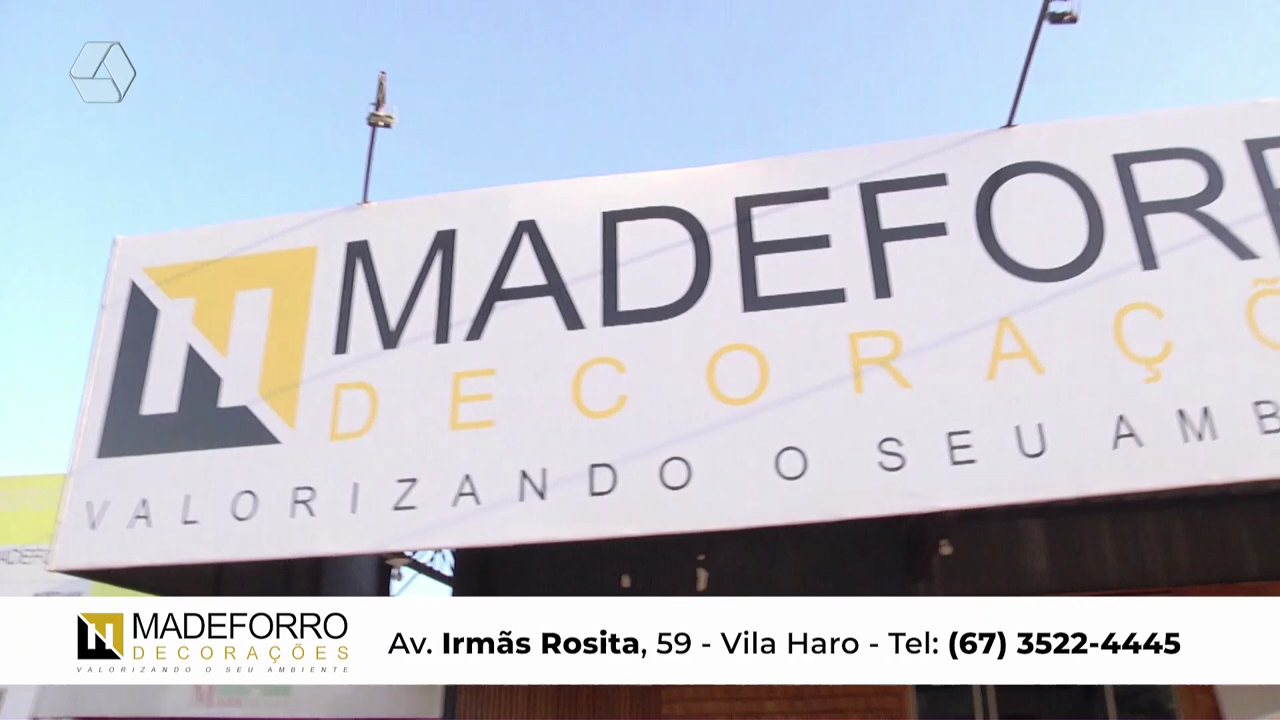 MADEFORR
DECORAÇÕ
VALORIZANDO O SEU AMB
MADEFORRO
DECORAÇÕES
VALORIZANDO O SEU AMBIENTE
Av. Irmãs Rosita, 59 - Vila Haro - Tel: (67) 3522-4445